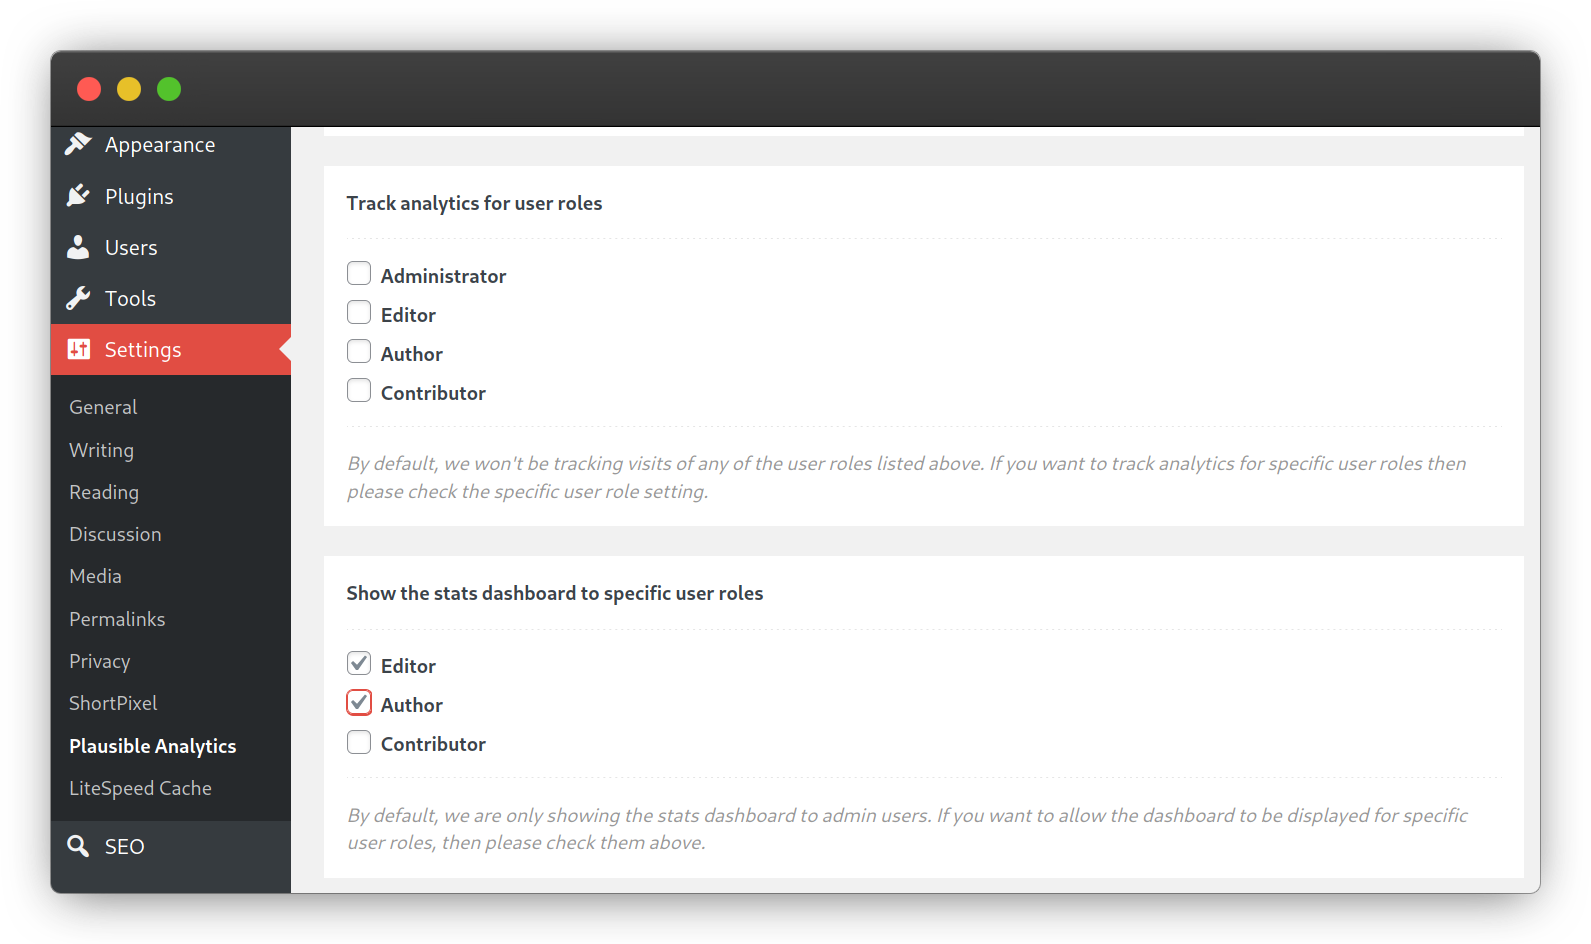 Appearance
Plugins
Users
Tools
Settings
General
Writing
Reading
Discussion
Media
Permalinks
Privacy
ShortPixel
Plausible Analytics
LiteSpeed Cache
SEO
Track analytics for user roles
Administrator
Editor
Author
Contributor
By default, we won't be tracking visits of any of the user roles listed above. If you want to track analytics for specific user roles then
please check the specific user role setting.
Show the stats dashboard to specific user roles
Editor
Author
Contributor
By default, we are only showing the stats dashboard to admin users. If you want to allow the dashboard to be displayed for specific
user roles, then please check them above.